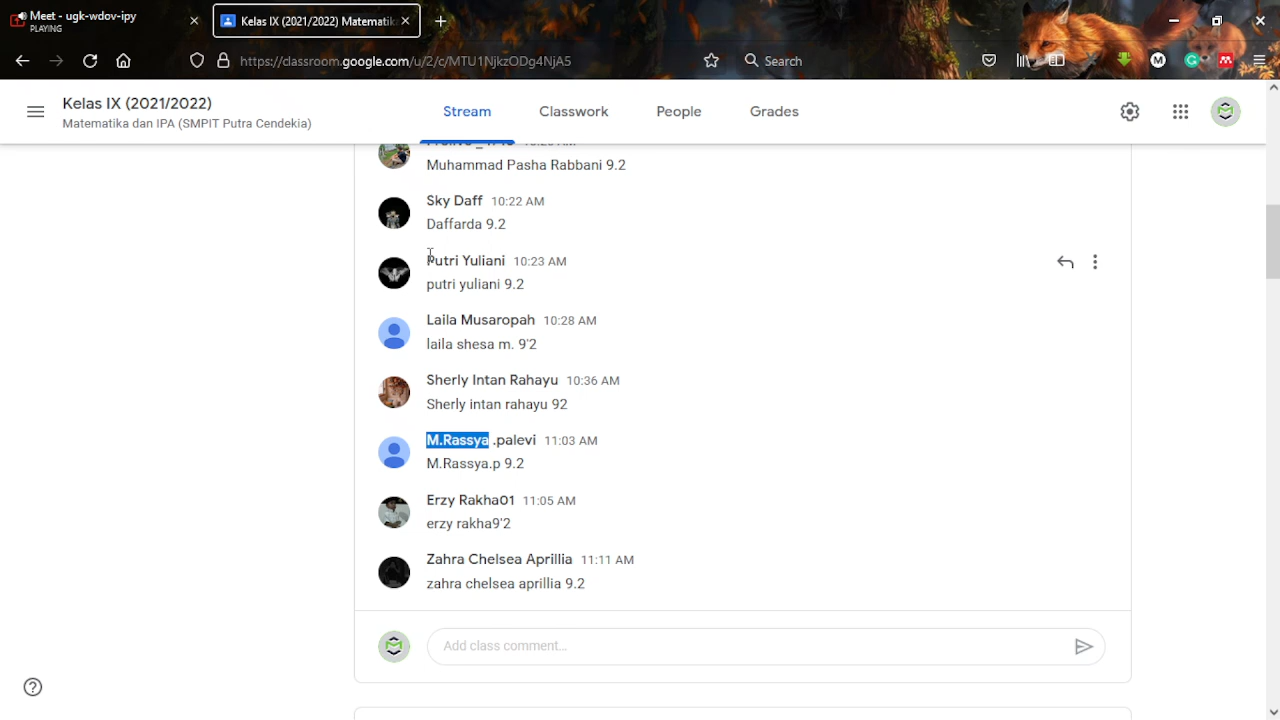 Meet - ugk-wdov-ipy
PLAYING
Kelas IX (2021/2022) Matematik
https://classroom.google.com/u/2/c/MTU1NjkzODg4NjA5
Search
Kelas IX (2021/2022)
Matematika dan IPA (SMPIT Putra Cendekia)
Stream
Classwork
People
Grades
Muhammad Pasha Rabbani 9.2
Sky Daff 10:22 AM
Daffarda 9.2
Putri Yuliani 10:23 AM
putri yuliani 9.2
Laila Musaropah 10:28 AM
laila shesa m. 9'2
Sherly Intan Rahayu 10:36 AM
Sherly intan rahayu 92
M.Rassya .palevi 11:03 AM
M.Rassya.p 9.2
Erzy Rakha01 11:05 AM
erzy rakha9'2
Zahra Chelsea Aprillia 11:11 AM
zahra chelsea aprillia 9.2
Add class comment...